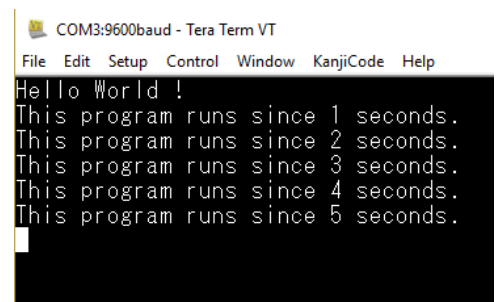 COM3:9600baud - Tera Term VT
File Edit Setup Control Window KanjiCode Help
Hello World !
This program runs since 1 seconds.
This program runs since 2 seconds.
This program runs since 3 seconds.
This program runs since 4 seconds.
This program runs since 5 seconds.